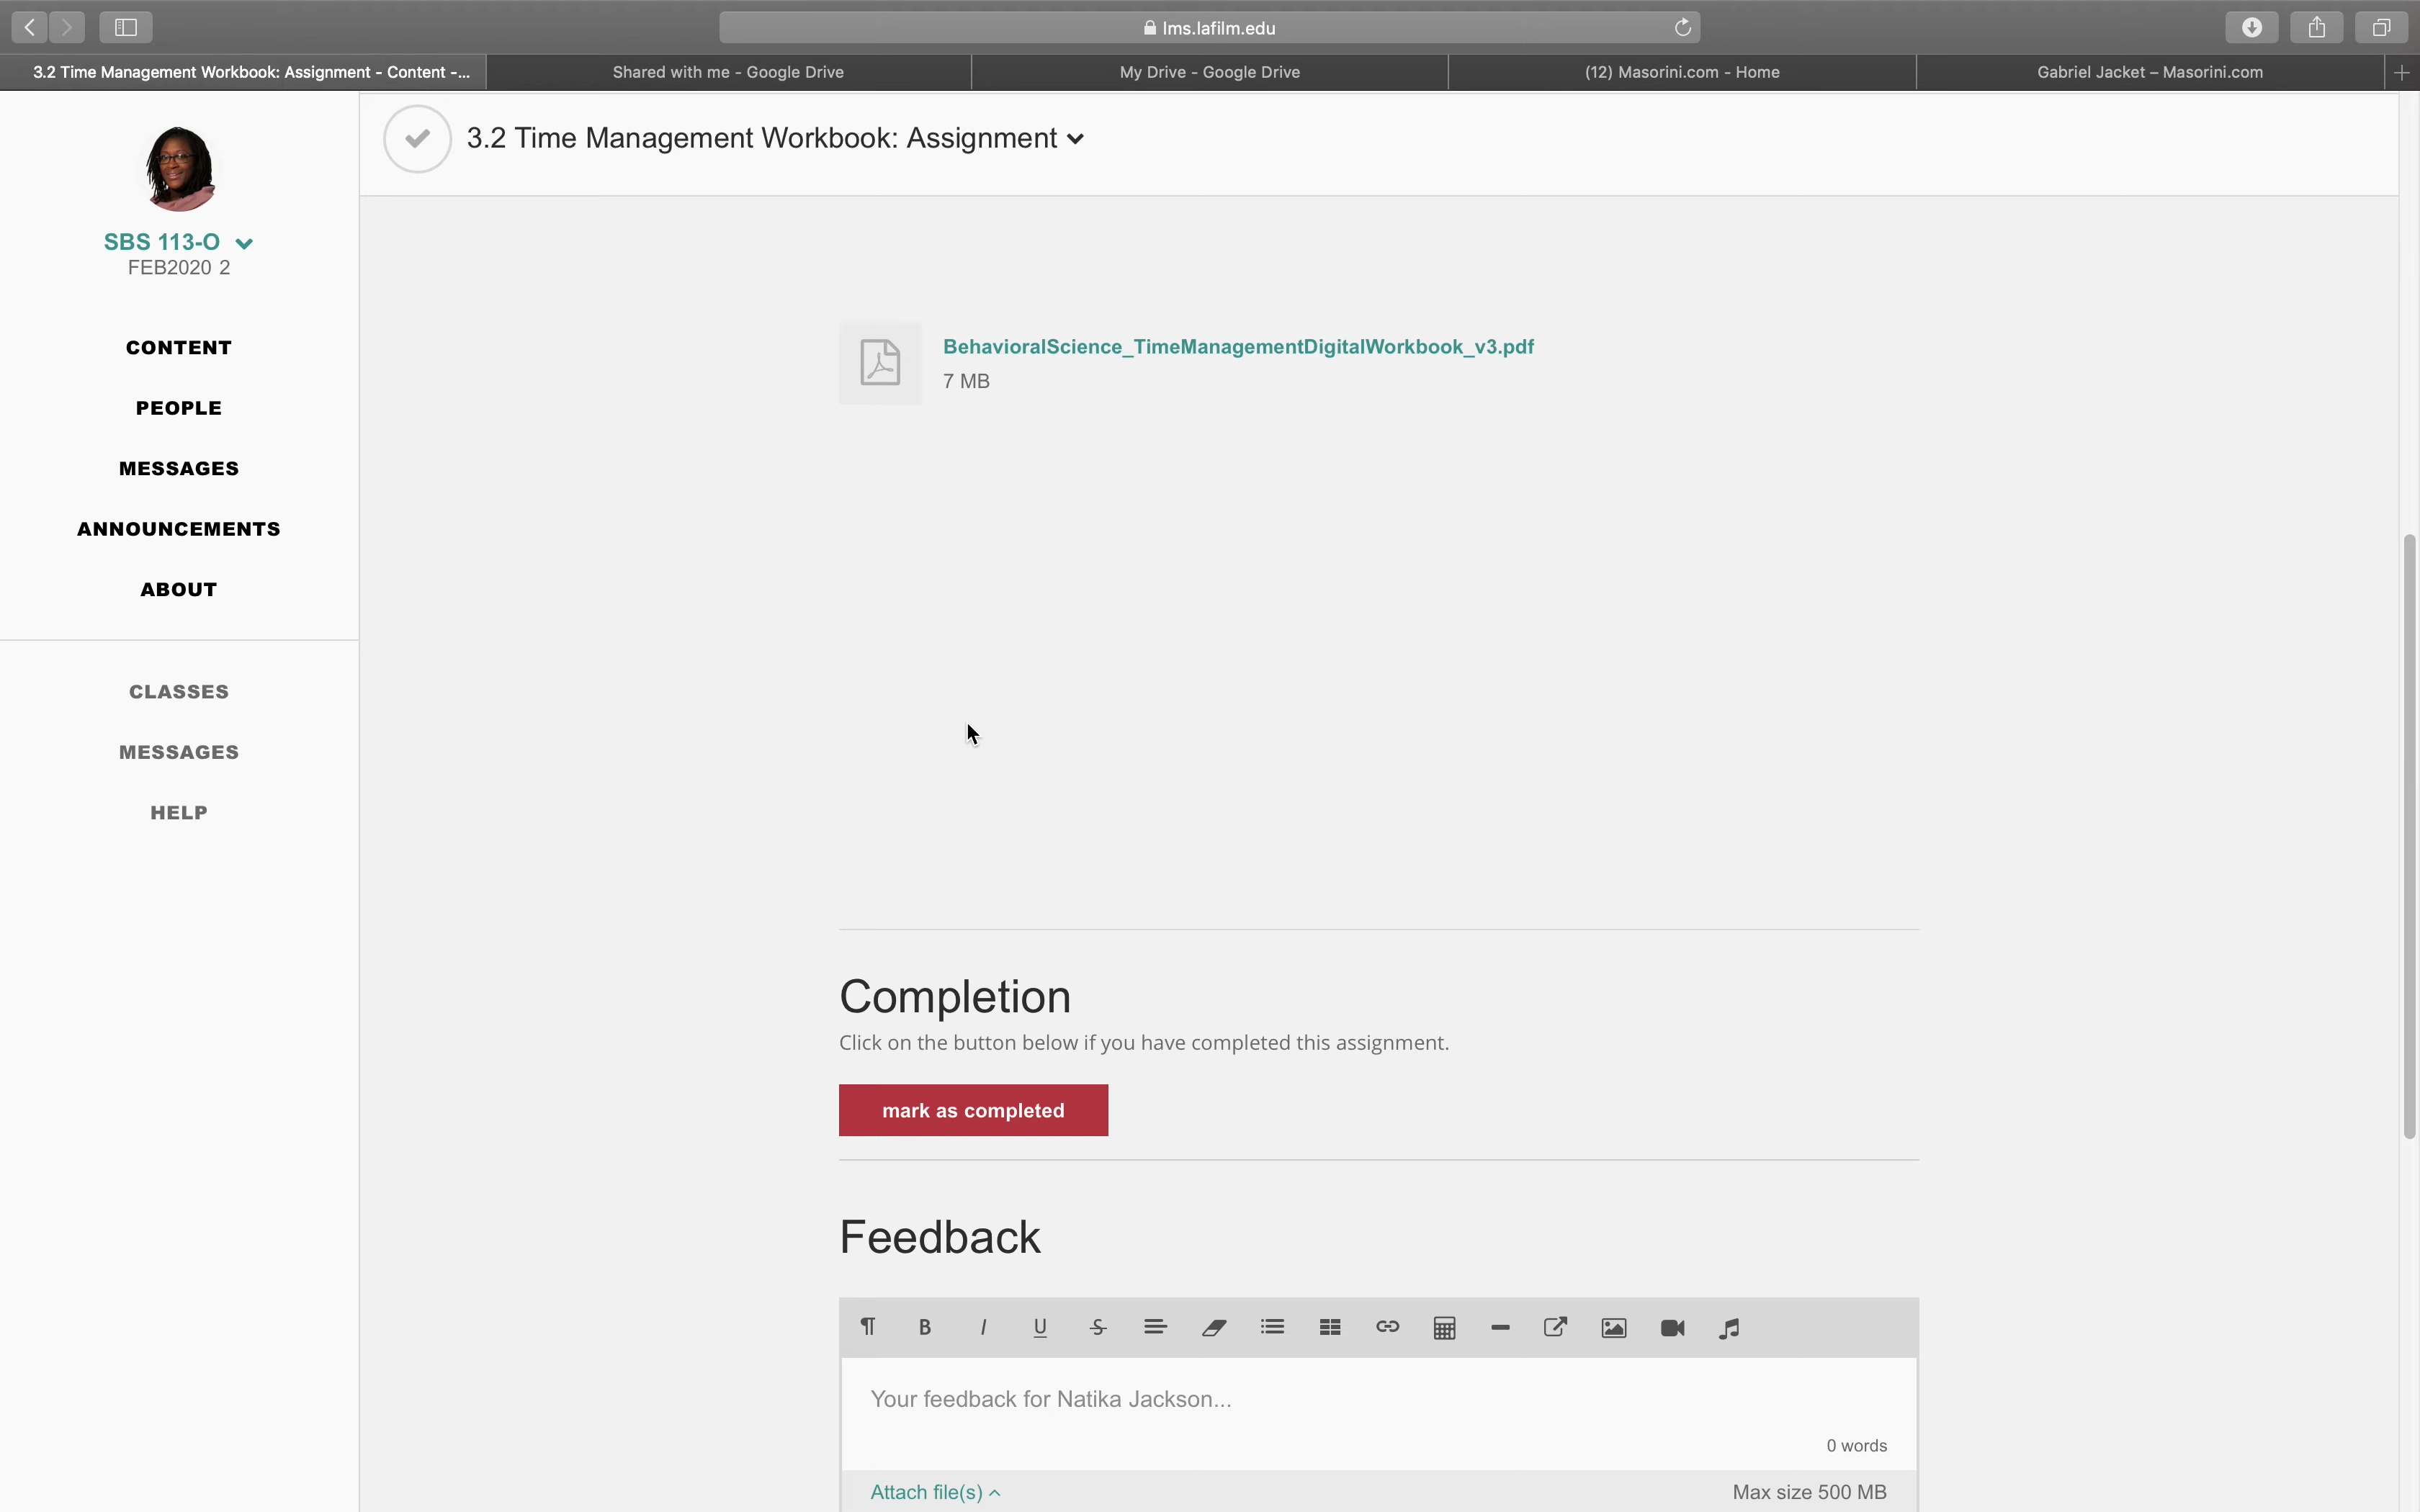 lms.lafilm.edu
3.2 Time Management Workbook: Assignment - Content -...
Shared with me - Google Drive
My Drive - Google Drive
(12) Masorini.com - Home
Gabriel Jacket – Masorini.com
3.2 Time Management Workbook: Assignment
SBS 113-O
FEB2020 2
CONTENT
PEOPLE
MESSAGES
ANNOUNCEMENTS
ABOUT
CLASSES
MESSAGES
HELP
BehavioralScience_TimeManagementDigitalWorkbook_v3.pdf
7 MB
Completion
Click on the button below if you have completed this assignment.
mark as completed
Feedback
Your feedback for Natika Jackson...
0 words
Attach file(s)
Max size 500 MB